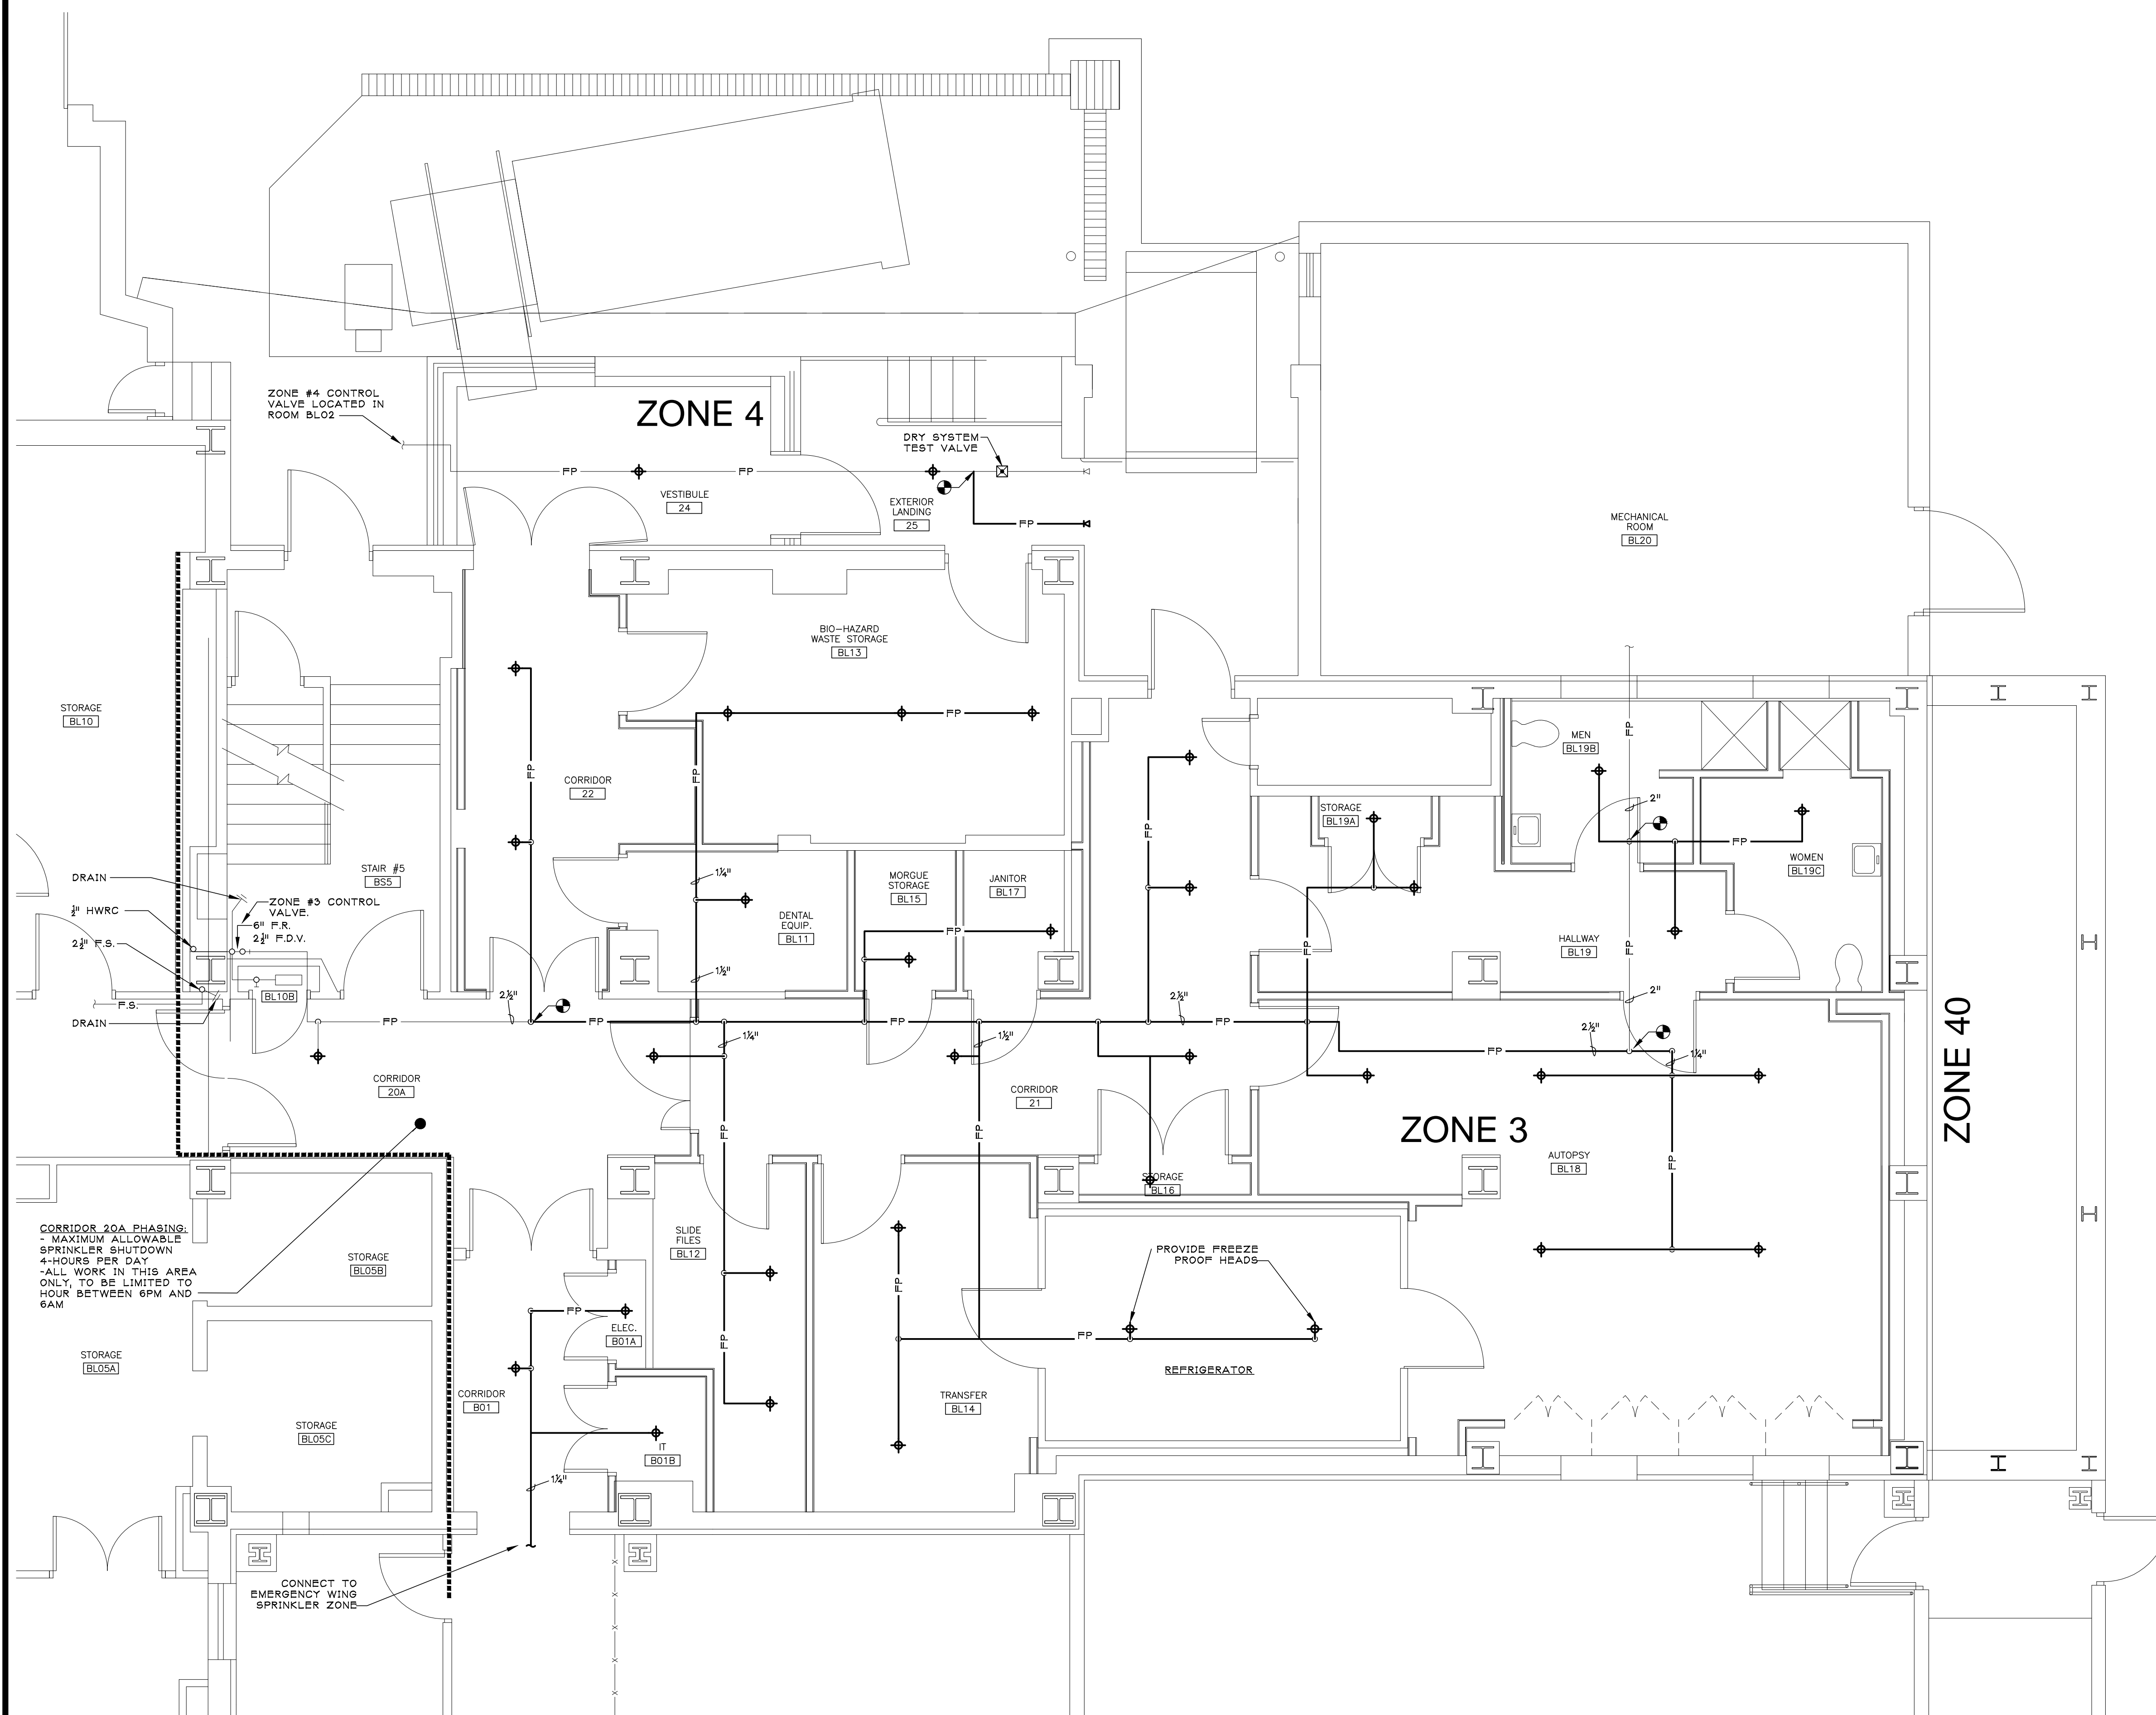 ZONE #4 CONTROL
VALVE LOCATED IN
ROOM BL02
ZONE 4
DRY SYSTEM
TEST VALVE
FP
FP
VESTIBULE
24
EXTERIOR
LANDING
25
FP
MECHANICAL
ROOM
BL20
BIO-HAZARD
WASTE STORAGE
BL13
STORAGE
BL10
FP
FP
MEN
BL19B
FP
FP
CORRIDOR
22
FP
2"
STORAGE
BL19A
FP
FP
WOMEN
BL19C
STAIR #5
BS5
1¼"
MORGUE
STORAGE
BL15
JANITOR
BL17
DRAIN
½" HWRC
2½" F.S.
ZONE #3 CONTROL
VALVE.
6" F.R.
2½" F.D.V.
DENTAL
EQUIP.
BL11
FP
HALLWAY
BL19
FP
FP
1½"
BL10B
F.S.
DRAIN
2½"
2½"
2"
FP
FP
FP
FP
1¼"
1½"
2½"
FP
1¼"
ZONE 40
CORRIDOR
20A
CORRIDOR
21
FP
FP
ZONE 3
AUTOPSY
BL18
FP
STORAGE
BL16
CORRIDOR 20A PHASING:
- MAXIMUM ALLOWABLE
SPRINKLER SHUTDOWN
4-HOURS PER DAY
-ALL WORK IN THIS AREA
ONLY, TO BE LIMITED TO
HOUR BETWEEN 6PM AND
6AM
STORAGE
BL05B
SLIDE
FILES
BL12
PROVIDE FREEZE
PROOF HEADS
FP
FP
ELEC.
B01A
FP
FP
STORAGE
BL05A
REFRIGERATOR
CORRIDOR
B01
TRANSFER
BL14
STORAGE
BL05C
IT
B01B
1¼"
CONNECT TO
EMERGENCY WING
SPRINKLER ZONE